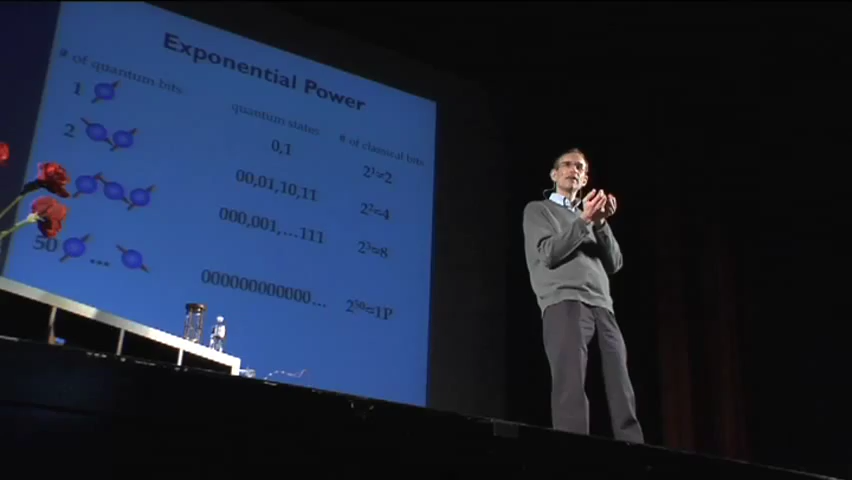 Exponential Power
# of quantum bits
quantum states
# of classical bits
1
0,1
2¹=2
2
00,01,10,11
2²=4
000,001,...111
2³=8
50
...
000000000000...
2⁵⁰≈1P